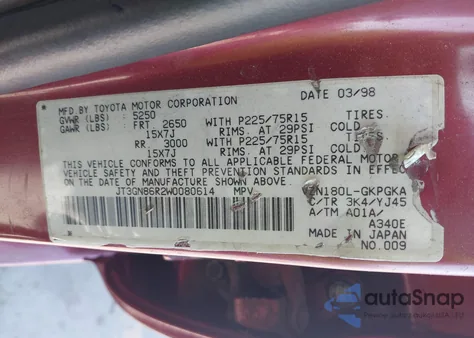 MFD BY TOYOTA MOTOR CORPORATION DATE 03/98
GVWR (LBS) 5250
GAWR (LBS) FRT 2650 WITH P225/75R15 TIRES.
15X7J RIMS. AT 29PSI COLD
RR. 3000 WITH P225/75R15 TIRES.
15X7J RIMS. AT 29PSI COLD
THIS VEHICLE CONFORMS TO ALL APPLICABLE FEDERAL MOTOR
VEHICLE SAFETY AND THEFT PREVENTION STANDARDS IN EFFECT
ON THE DATE OF MANUFACTURE SHOWN ABOVE.
JT3GN86R2W0080614 MPV N180L-GKPGKA
C/TR 3K4/YJ45
A/TM A01A/
A340E
MADE IN JAPAN
NO.009
autoSnap